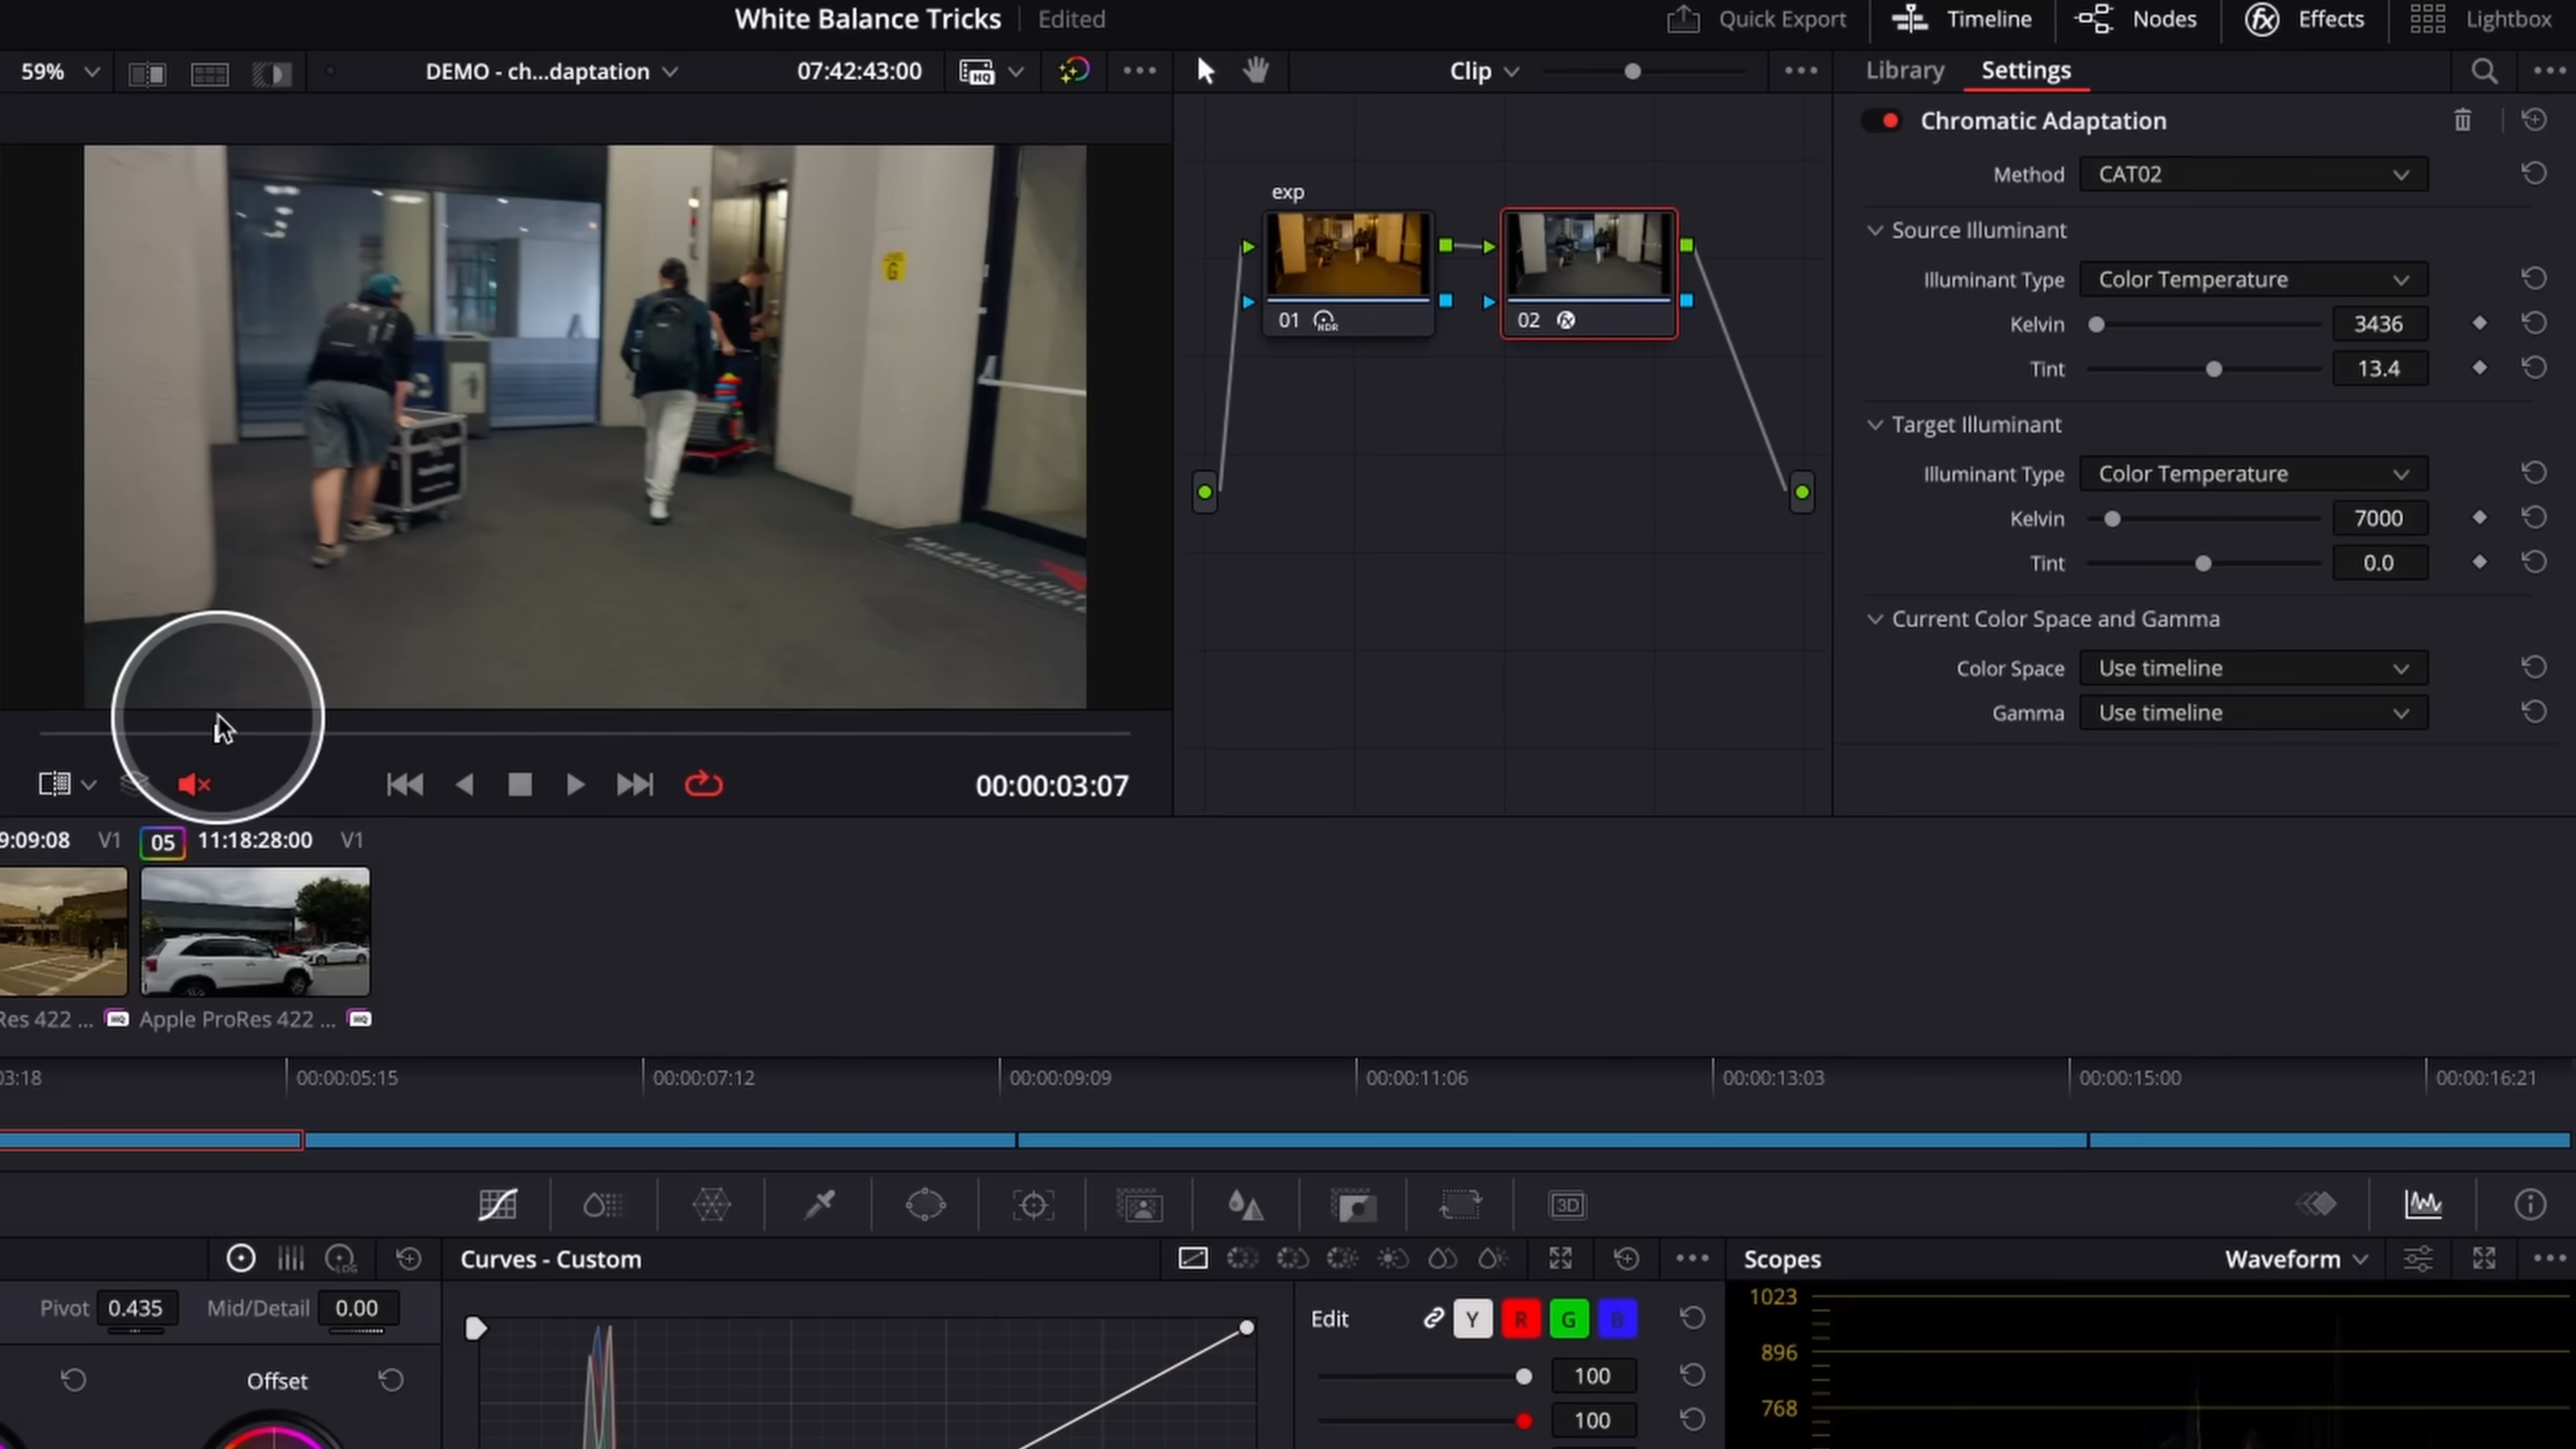 White Balance Tricks Edited Quick Export Timeline Nodes fx Effects Lightbox
59% DEMO - ch...daptation 07:42:43:00 HQ Clip Library Settings
Chromatic Adaptation
Method CAT02
Source Illuminant
Illuminant Type Color Temperature
Kelvin 3436
Tint 13.4
Target Illuminant
Illuminant Type Color Temperature
Kelvin 7000
Tint 0.0
Current Color Space and Gamma
Color Space Use timeline
Gamma Use timeline
exp
01 HDR 02 fx
G
00:00:03:07
9:09:08 V1 05 11:18:28:00 V1
Res 422 ... HQ Apple ProRes 422 ... HQ
03:18 00:00:05:15 00:00:07:12 00:00:09:09 00:00:11:06 00:00:13:03 00:00:15:00 00:00:16:21
3D
LOG Curves - Custom Scopes Waveform
Pivot 0.435 Mid/Detail 0.00
Offset
Edit Y R G B
100
100
1023
896
768